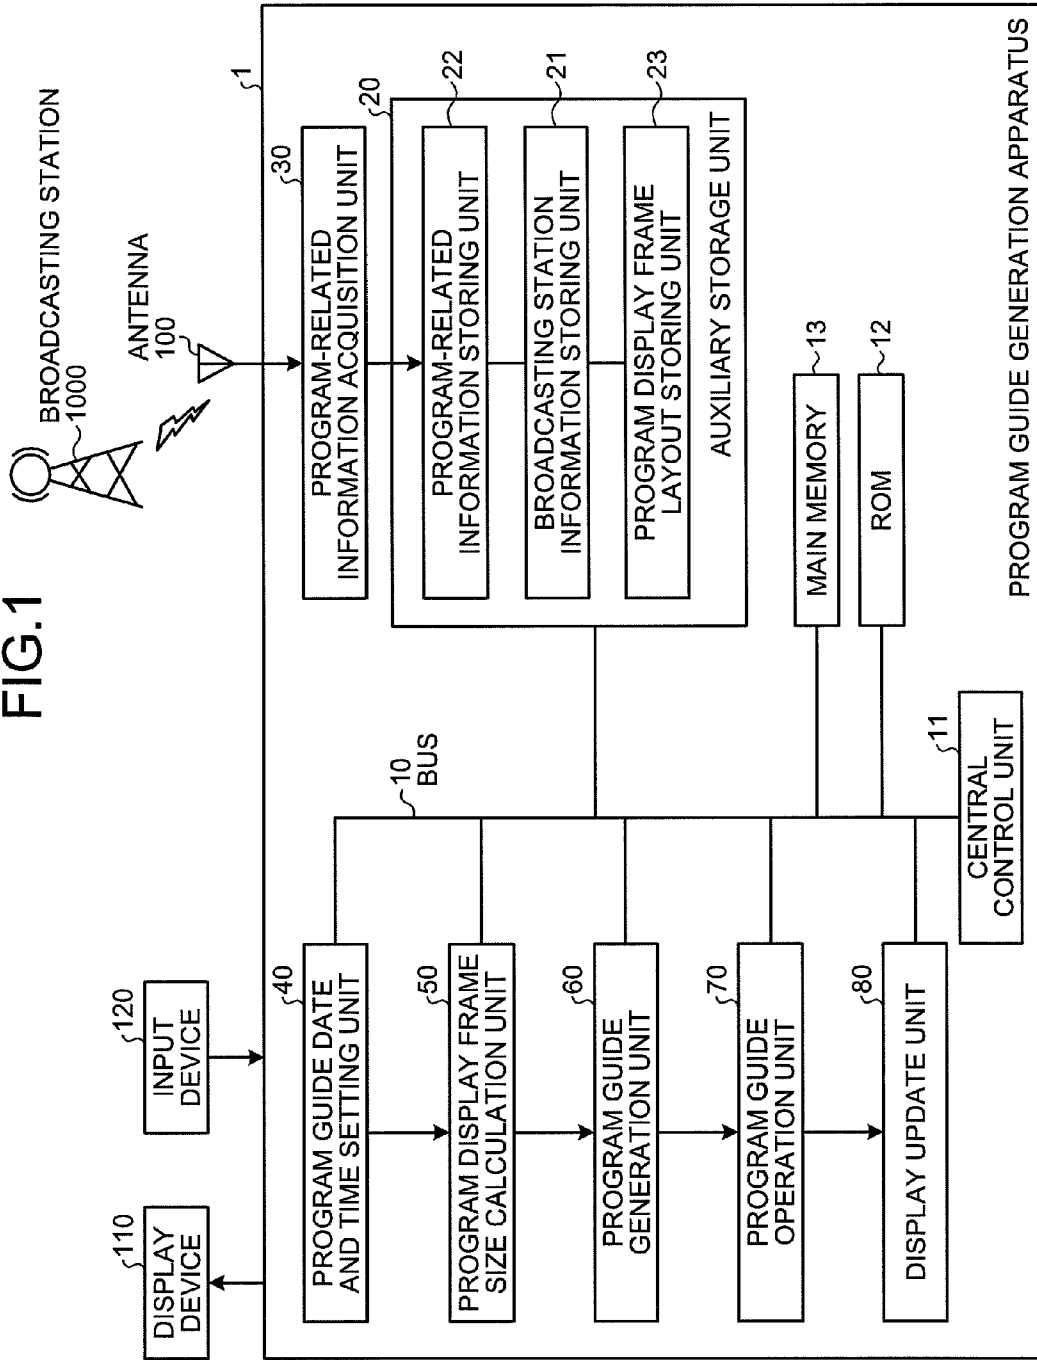 FIG.1
BROADCASTING STATION
1000
ANTENNA
100
DISPLAY
DEVICE
110
INPUT
DEVICE
120
1
PROGRAM GUIDE DATE
AND TIME SETTING UNIT
40
PROGRAM DISPLAY FRAME
SIZE CALCULATION UNIT
50
PROGRAM GUIDE
GENERATION UNIT
60
PROGRAM GUIDE
OPERATION UNIT
70
DISPLAY UPDATE UNIT
80
10
BUS
CENTRAL
CONTROL UNIT
11
PROGRAM-RELATED
INFORMATION ACQUISITION UNIT
30
20
PROGRAM-RELATED
INFORMATION STORING UNIT
22
BROADCASTING STATION
INFORMATION STORING UNIT
21
PROGRAM DISPLAY FRAME
LAYOUT STORING UNIT
23
AUXILIARY STORAGE UNIT
MAIN MEMORY
13
ROM
12
PROGRAM GUIDE GENERATION APPARATUS